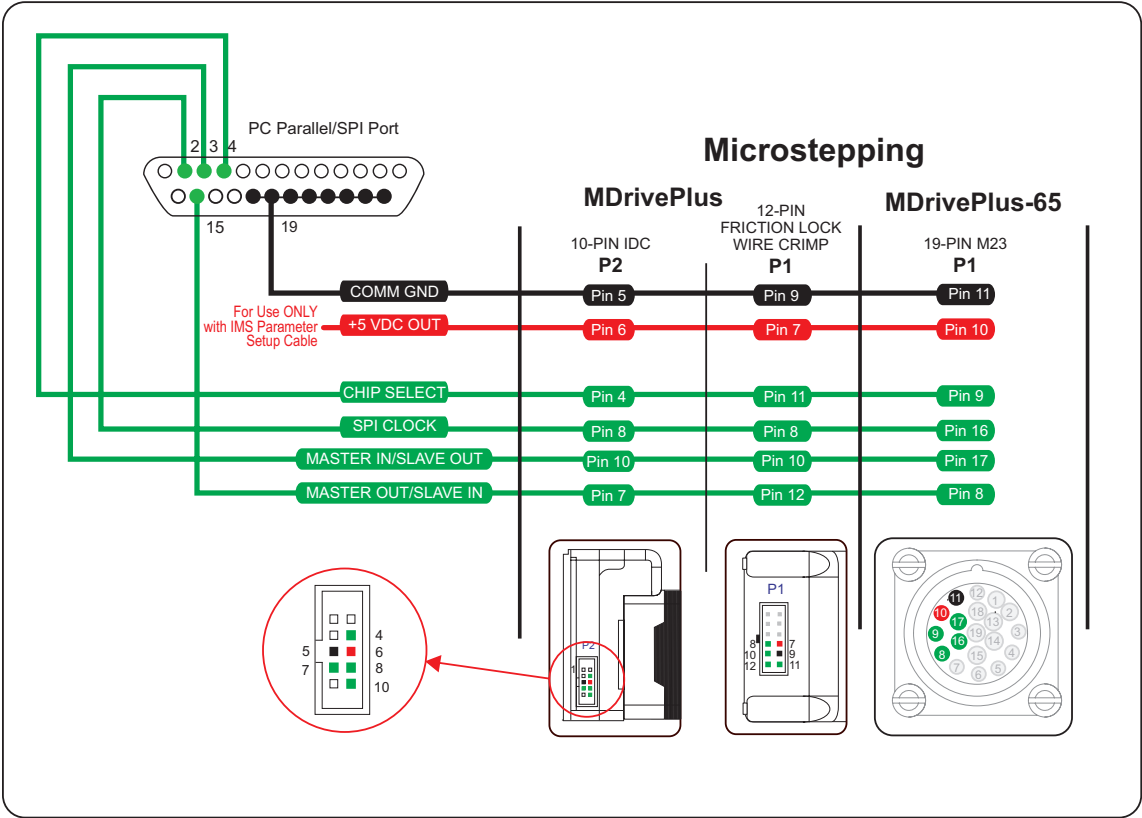 PC Parallel/SPI Port
2 3 4
15 19
Microstepping
MDrivePlus
MDrivePlus-65
10-PIN IDC
P2
12-PIN
FRICTION LOCK
WIRE CRIMP
P1
19-PIN M23
P1
COMM GND Pin 5 Pin 9 Pin 11
For Use ONLY
with IMS Parameter
Setup Cable
+5 VDC OUT Pin 6 Pin 7 Pin 10
CHIP SELECT Pin 4 Pin 11 Pin 9
SPI CLOCK Pin 8 Pin 8 Pin 16
MASTER IN/SLAVE OUT Pin 10 Pin 10 Pin 17
MASTER OUT/SLAVE IN Pin 7 Pin 12 Pin 8
4
5 6
7 8
10
P2
1
P1
8 7
10 9
12 11
11 12 1
10 18 2
17 13
9 16 19 14 3
8 15 4
7 6 5